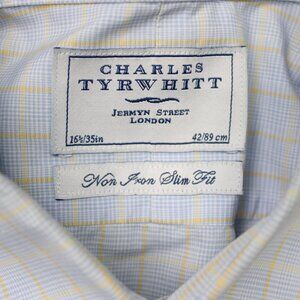 CHARLES
TYRWHITT
JERMYN STREET
LONDON
16½/35in 42/89 cm
Non Iron Slim Fit